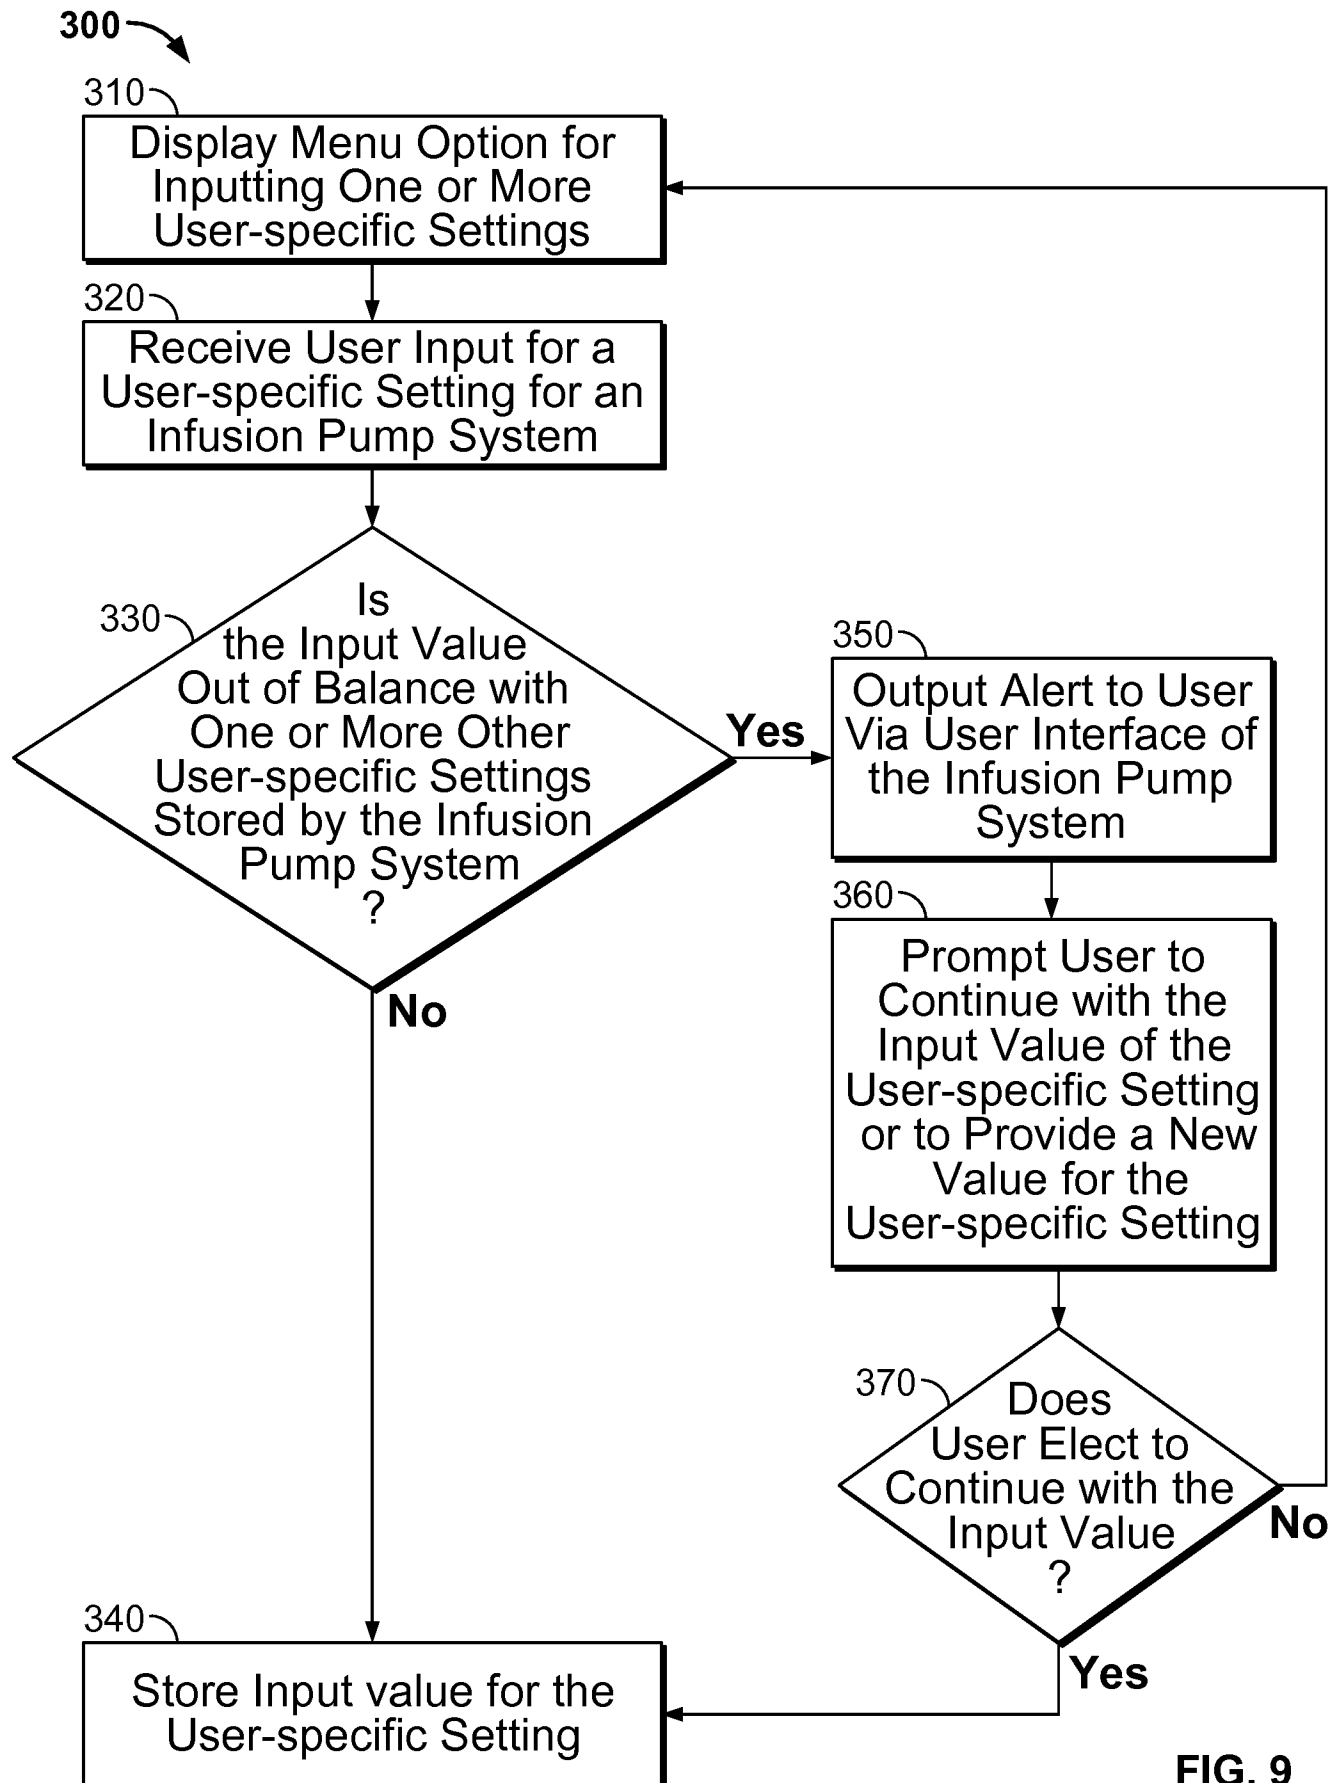 300
310
Display Menu Option for
Inputting One or More
User-specific Settings
320
Receive User Input for a
User-specific Setting for an
Infusion Pump System
330
Is
the Input Value
Out of Balance with
One or More Other
User-specific Settings
Stored by the Infusion
Pump System
?
Yes
No
350
Output Alert to User
Via User Interface of
the Infusion Pump
System
360
Prompt User to
Continue with the
Input Value of the
User-specific Setting
or to Provide a New
Value for the
User-specific Setting
370
Does
User Elect to
Continue with the
Input Value
?
No
Yes
340
Store Input value for the
User-specific Setting
FIG. 9